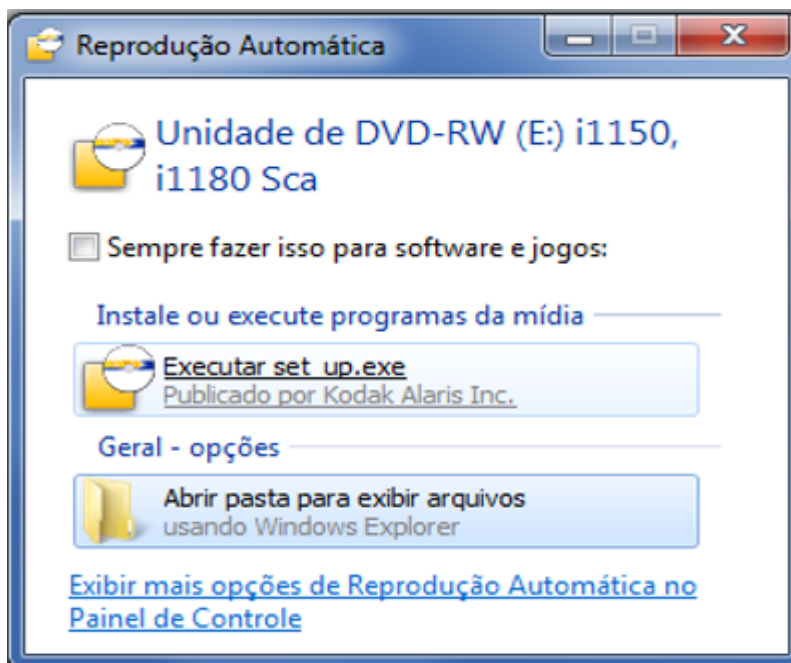 Reprodução Automática
Unidade de DVD-RW (E:) i1150,
i1180 Sca
Sempre fazer isso para software e jogos:
Instale ou execute programas da mídia
Executar set_up.exe
Publicado por Kodak Alaris Inc.
Geral - opções
Abrir pasta para exibir arquivos
usando Windows Explorer
Exibir mais opções de Reprodução Automática no
Painel de Controle